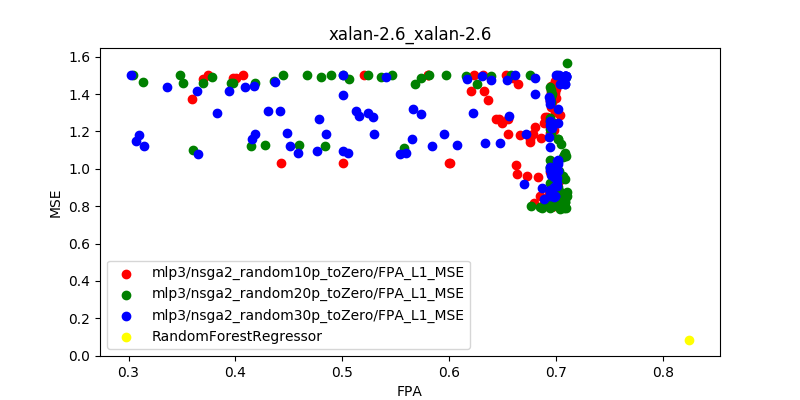 xalan-2.6_xalan-2.6
1.6
1.4
1.2
1.0
0.8
0.6
0.4
0.2
0.0
MSE
mlp3/nsga2_random10p_toZero/FPA_L1_MSE
mlp3/nsga2_random20p_toZero/FPA_L1_MSE
mlp3/nsga2_random30p_toZero/FPA_L1_MSE
RandomForestRegressor
0.3 0.4 0.5 0.6 0.7 0.8
FPA